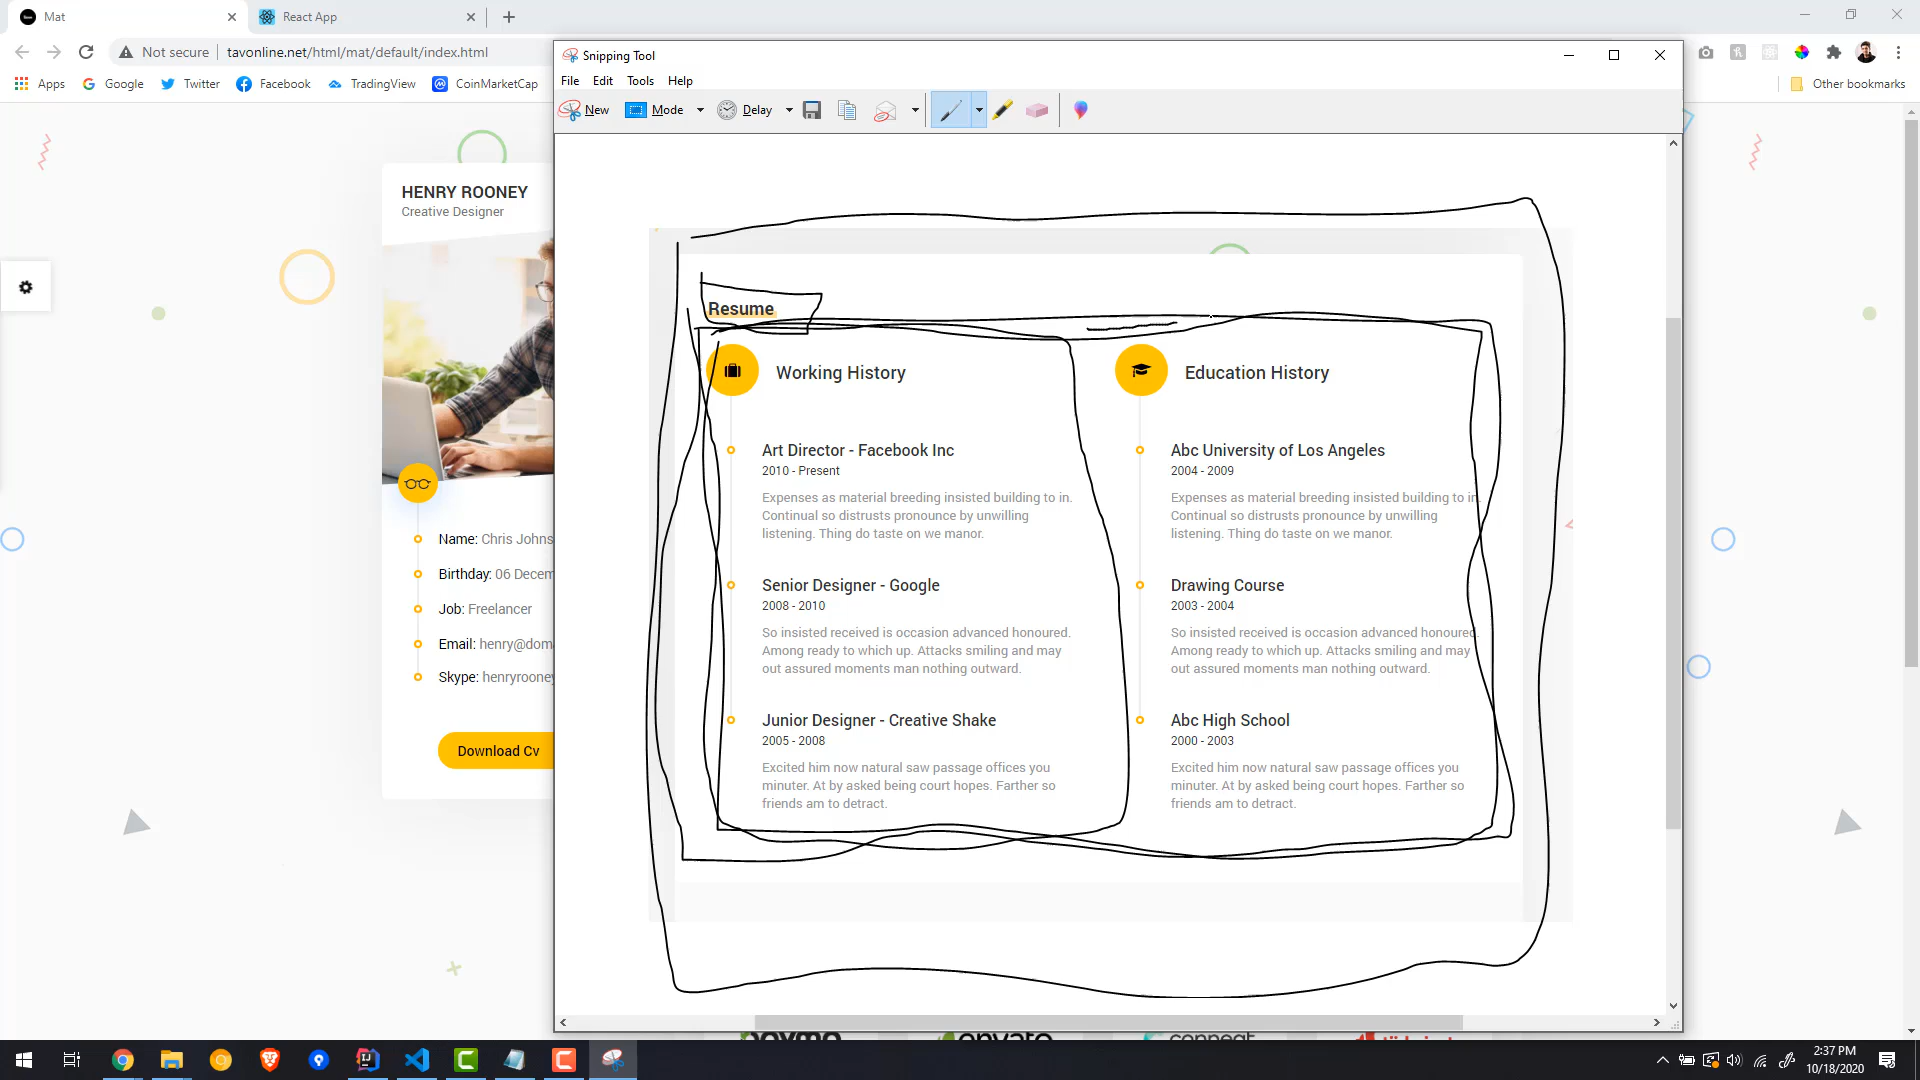 Mat
React App
Not secure
tavonline.net/html/mat/default/index.html
Apps
Google
Twitter
Facebook
TradingView
CoinMarketCap
Other bookmarks
HENRY ROONEY
Creative Designer
Name: Chris Johns
Birthday: 06 Decem
Job: Freelancer
Email: henry@dom
Skype: henryrooney
Download Cv
Snipping Tool
File
Edit
Tools
Help
New
Mode
Delay
Resume
Working History
Art Director - Facebook Inc
2010 - Present
Expenses as material breeding insisted building to in.
Continual so distrusts pronounce by unwilling
listening. Thing do taste on we manor.
Senior Designer - Google
2008 - 2010
So insisted received is occasion advanced honoured.
Among ready to which up. Attacks smiling and may
out assured moments man nothing outward.
Junior Designer - Creative Shake
2005 - 2008
Excited him now natural saw passage offices you
minuter. At by asked being court hopes. Farther so
friends am to detract.
Education History
Abc University of Los Angeles
2004 - 2009
Expenses as material breeding insisted building to in.
Continual so distrusts pronounce by unwilling
listening. Thing do taste on we manor.
Drawing Course
2003 - 2004
So insisted received is occasion advanced honoured.
Among ready to which up. Attacks smiling and may
out assured moments man nothing outward.
Abc High School
2000 - 2003
Excited him now natural saw passage offices you
minuter. At by asked being court hopes. Farther so
friends am to detract.
envato
connect
2:37 PM
10/18/2020